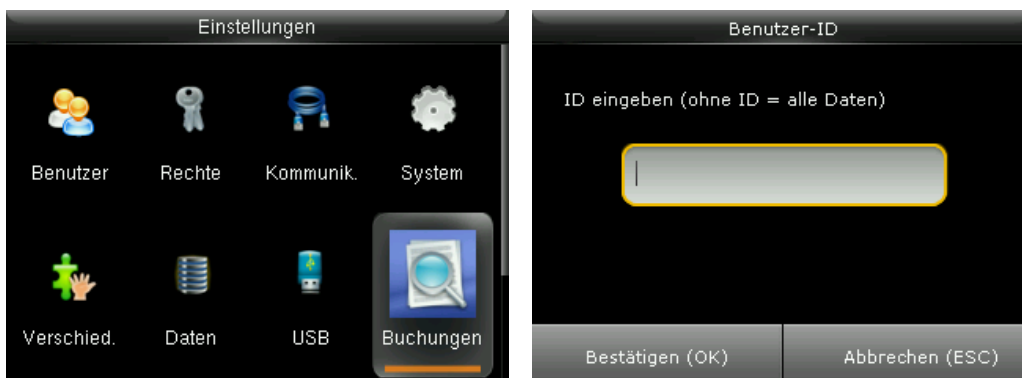 Einstellungen
Benutzer Rechte Kommunik. System
Verschied. Daten USB Buchungen
Benutzer-ID
ID eingeben (ohne ID = alle Daten)
Bestätigen (OK) Abbrechen (ESC)